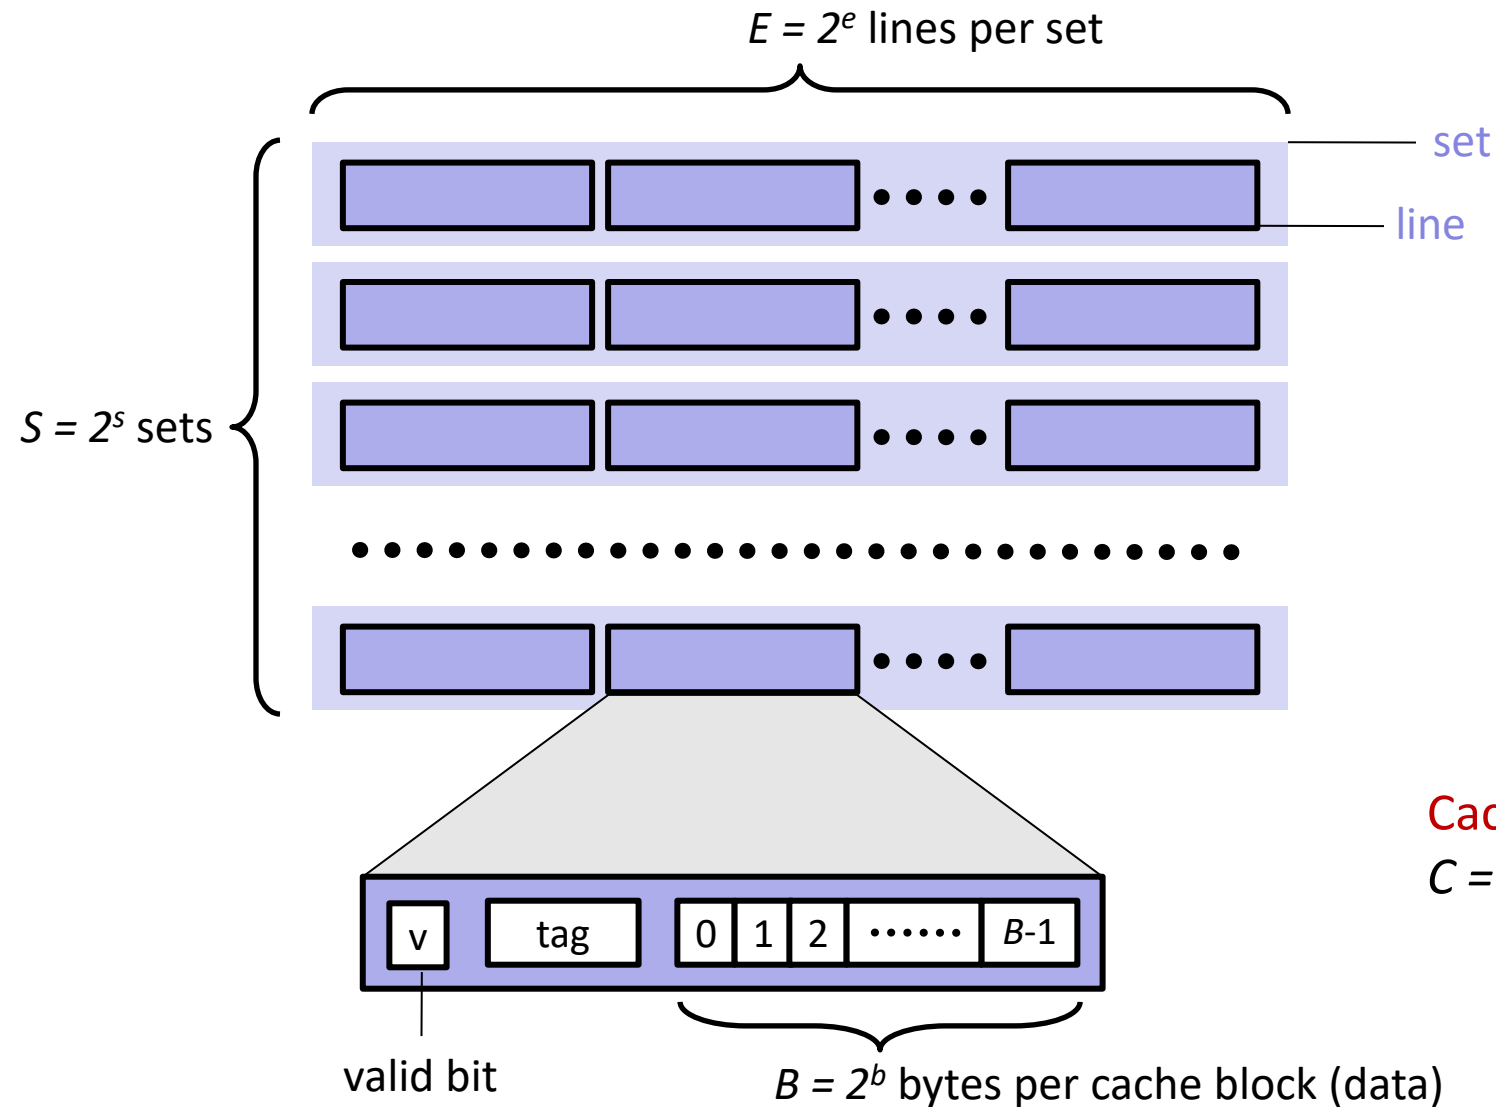 E = 2ᵉ lines per set
set
line
S = 2ˢ sets
Cac
C =
v tag 0 1 2 ...... B-1
valid bit
B = 2ᵇ bytes per cache block (data)